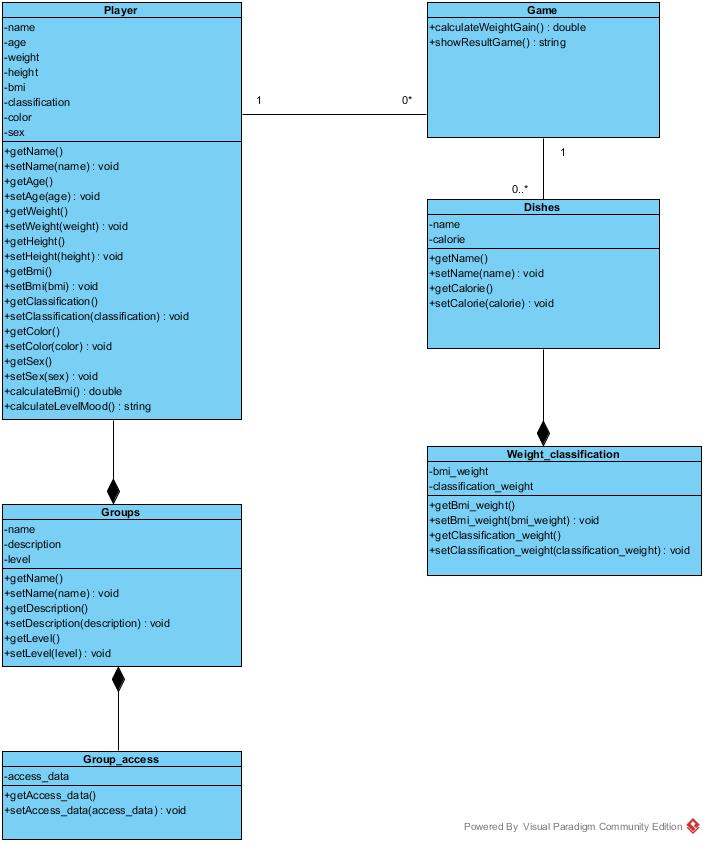 Player
-name
-age
-weight
-height
-bmi
-classification
-color
-sex
+getName()
+setName(name) : void
+getAge()
+setAge(age) : void
+getWeight()
+setWeight(weight) : void
+getHeight()
+setHeight(height) : void
+getBmi()
+setBmi(bmi) : void
+getClassification()
+setClassification(classification) : void
+getColor()
+setColor(color) : void
+getSex()
+setSex(sex) : void
+calculateBmi() : double
+calculateLevelMood() : string
1
0*
Game
+calculateWeightGain() : double
+showResultGame() : string
1
0..*
Dishes
-name
-calorie
+getName()
+setName(name) : void
+getCalorie()
+setCalorie(calorie) : void
Weight_classification
-bmi_weight
-classification_weight
+getBmi_weight()
+setBmi_weight(bmi_weight) : void
+getClassification_weight()
+setClassification_weight(classification_weight) : void
Groups
-name
-description
-level
+getName()
+setName(name) : void
+getDescription()
+setDescription(description) : void
+getLevel()
+setLevel(level) : void
Group_access
-access_data
+getAccess_data()
+setAccess_data(access_data) : void
Powered By Visual Paradigm Community Edition